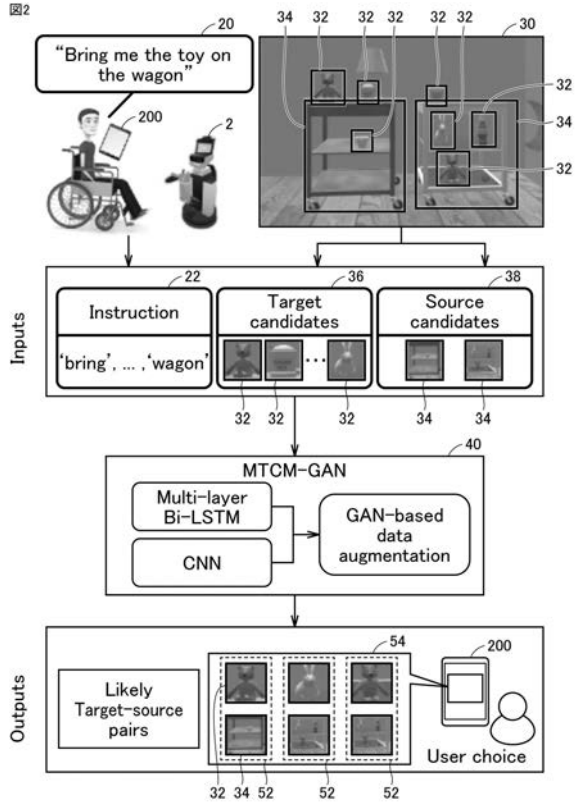 図2
20
34
32
32
32
32
30
"Bring me the toy on
the wagon"
200
2
32
34
32
Inputs
22
36
38
Instruction
Target
candidates
Source
candidates
'bring', ... ,'wagon'
...
32
32
32
34
34
40
MTCM-GAN
Multi-layer
Bi-LSTM
CNN
GAN-based
data
augmentation
Outputs
54
200
Likely
Target-source
pairs
User choice
32
34
52
52
52